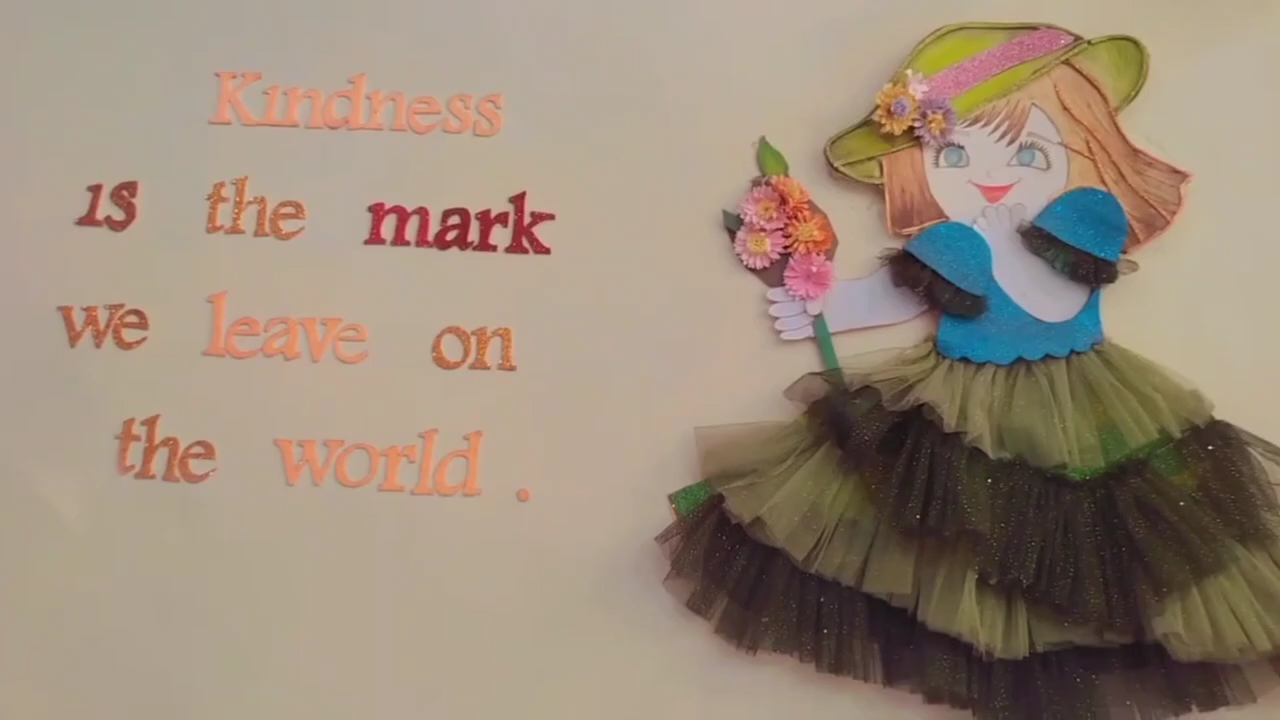 Kindness
is the mark
we leave on
the world .